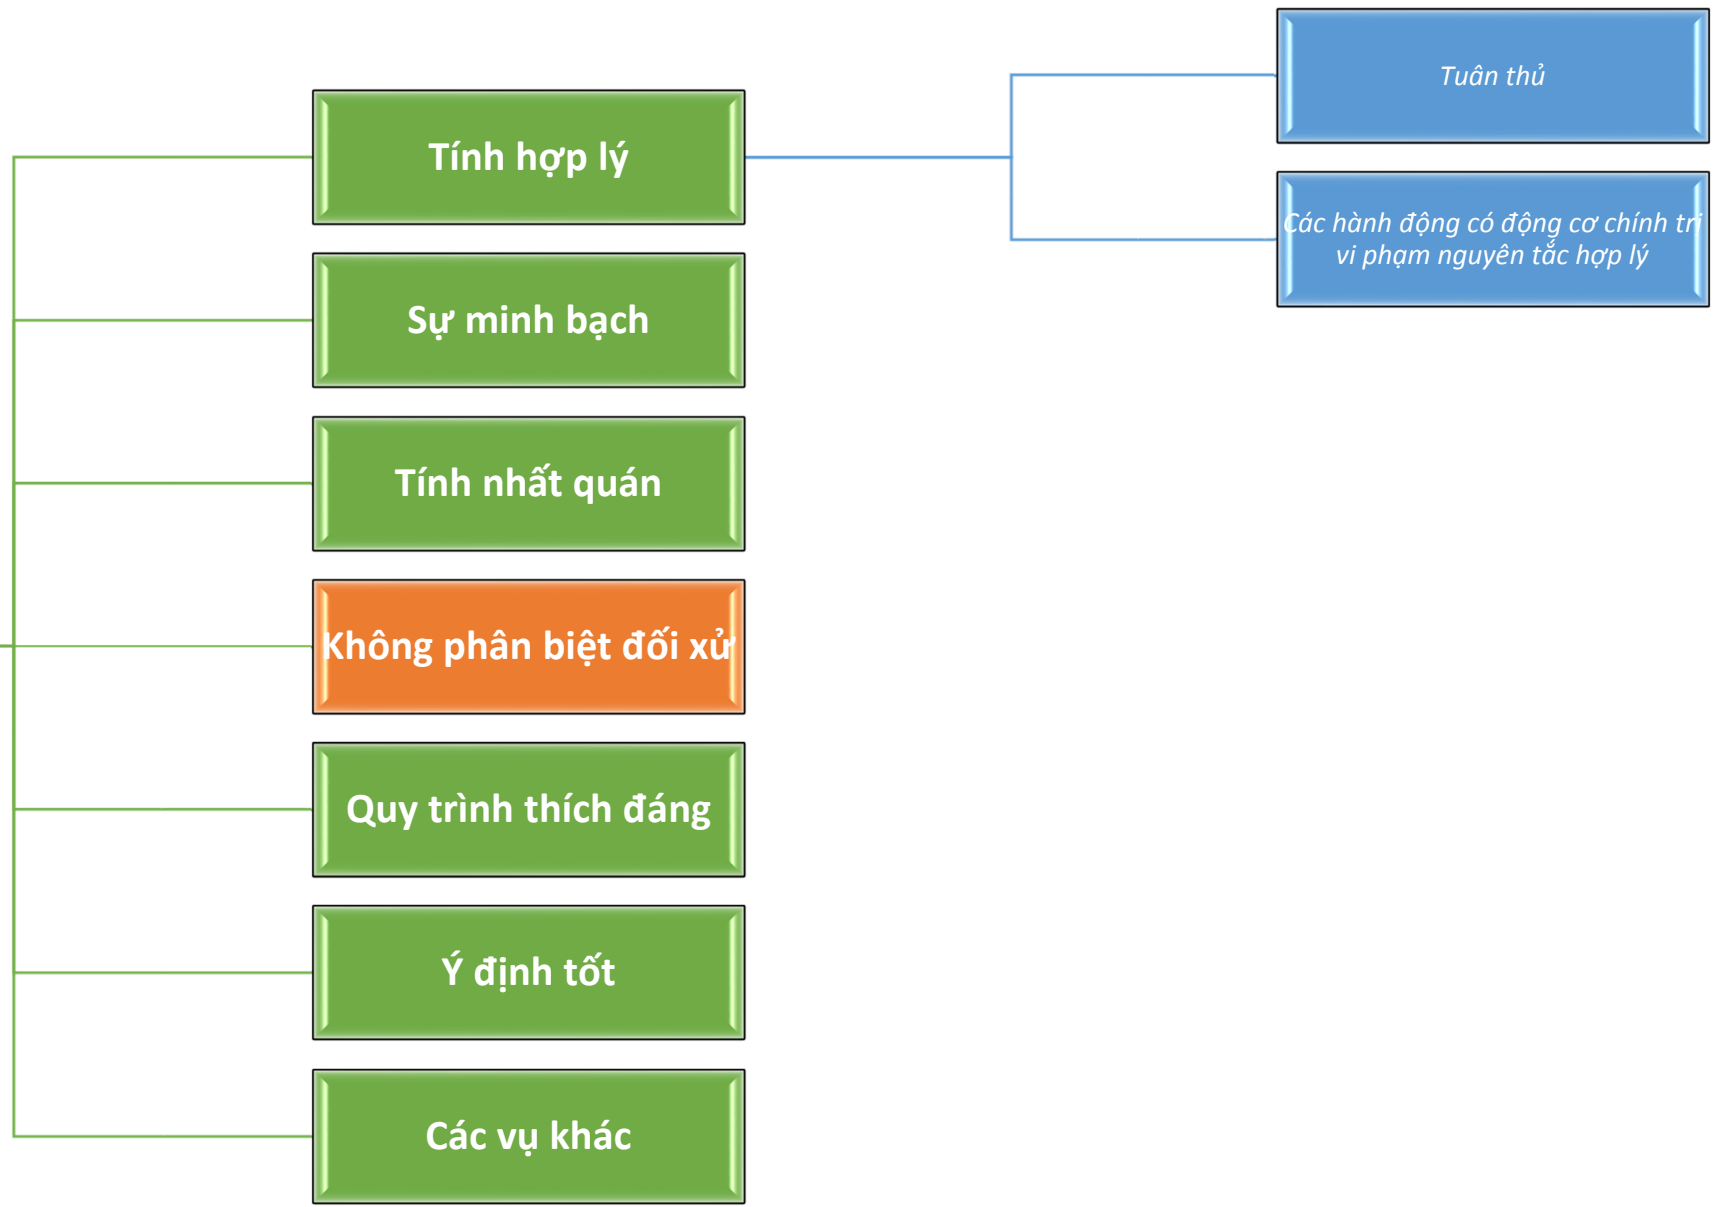 Tính hợp lý
Sự minh bạch
Tính nhất quán
Không phân biệt đối xử
Quy trình thích đáng
Ý định tốt
Các vụ khác
Tuân thủ
Các hành động có động cơ chính trị
vi phạm nguyên tắc hợp lý